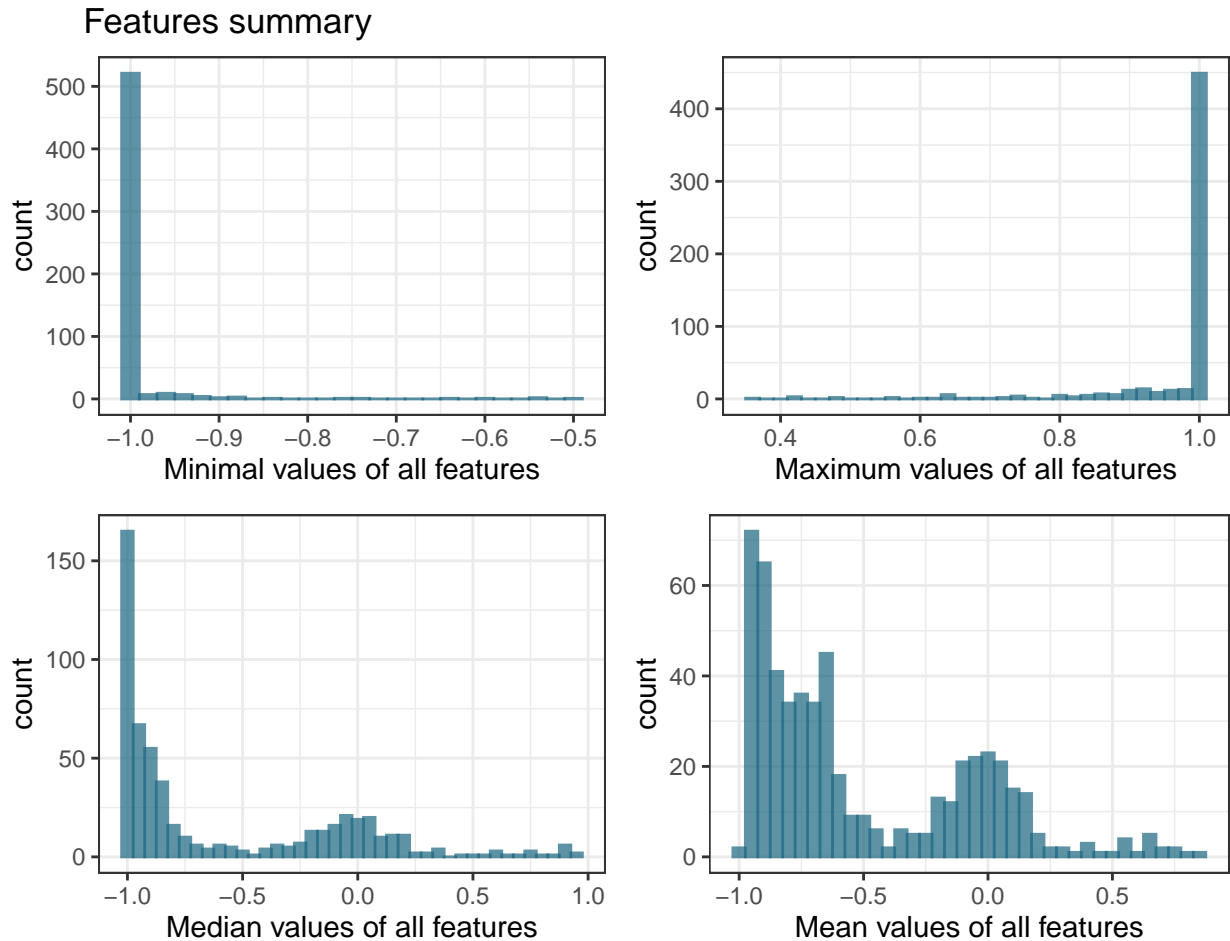 Features summary
500
400
300
200
100
0
count
−1.0 −0.9 −0.8 −0.7 −0.6 −0.5
Minimal values of all features
400
300
200
100
0
count
0.4 0.6 0.8 1.0
Maximum values of all features
150
100
50
0
count
−1.0 −0.5 0.0 0.5 1.0
Median values of all features
60
40
20
0
count
−1.0 −0.5 0.0 0.5
Mean values of all features